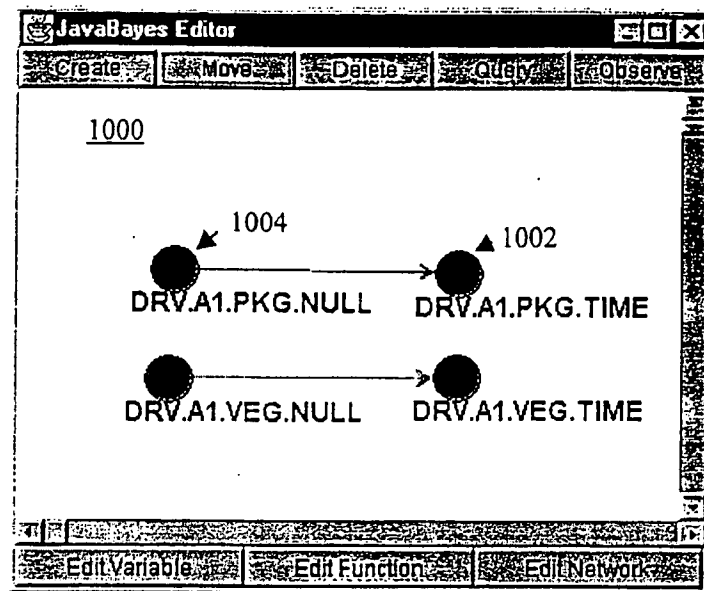 JavaBayes Editor
Create Move Delete Query Observe
1000
1004
1002
DRV.A1.PKG.NULL DRV.A1.PKG.TIME
DRV.A1.VEG.NULL DRV.A1.VEG.TIME
Edit Variable Edit Function Edit Network